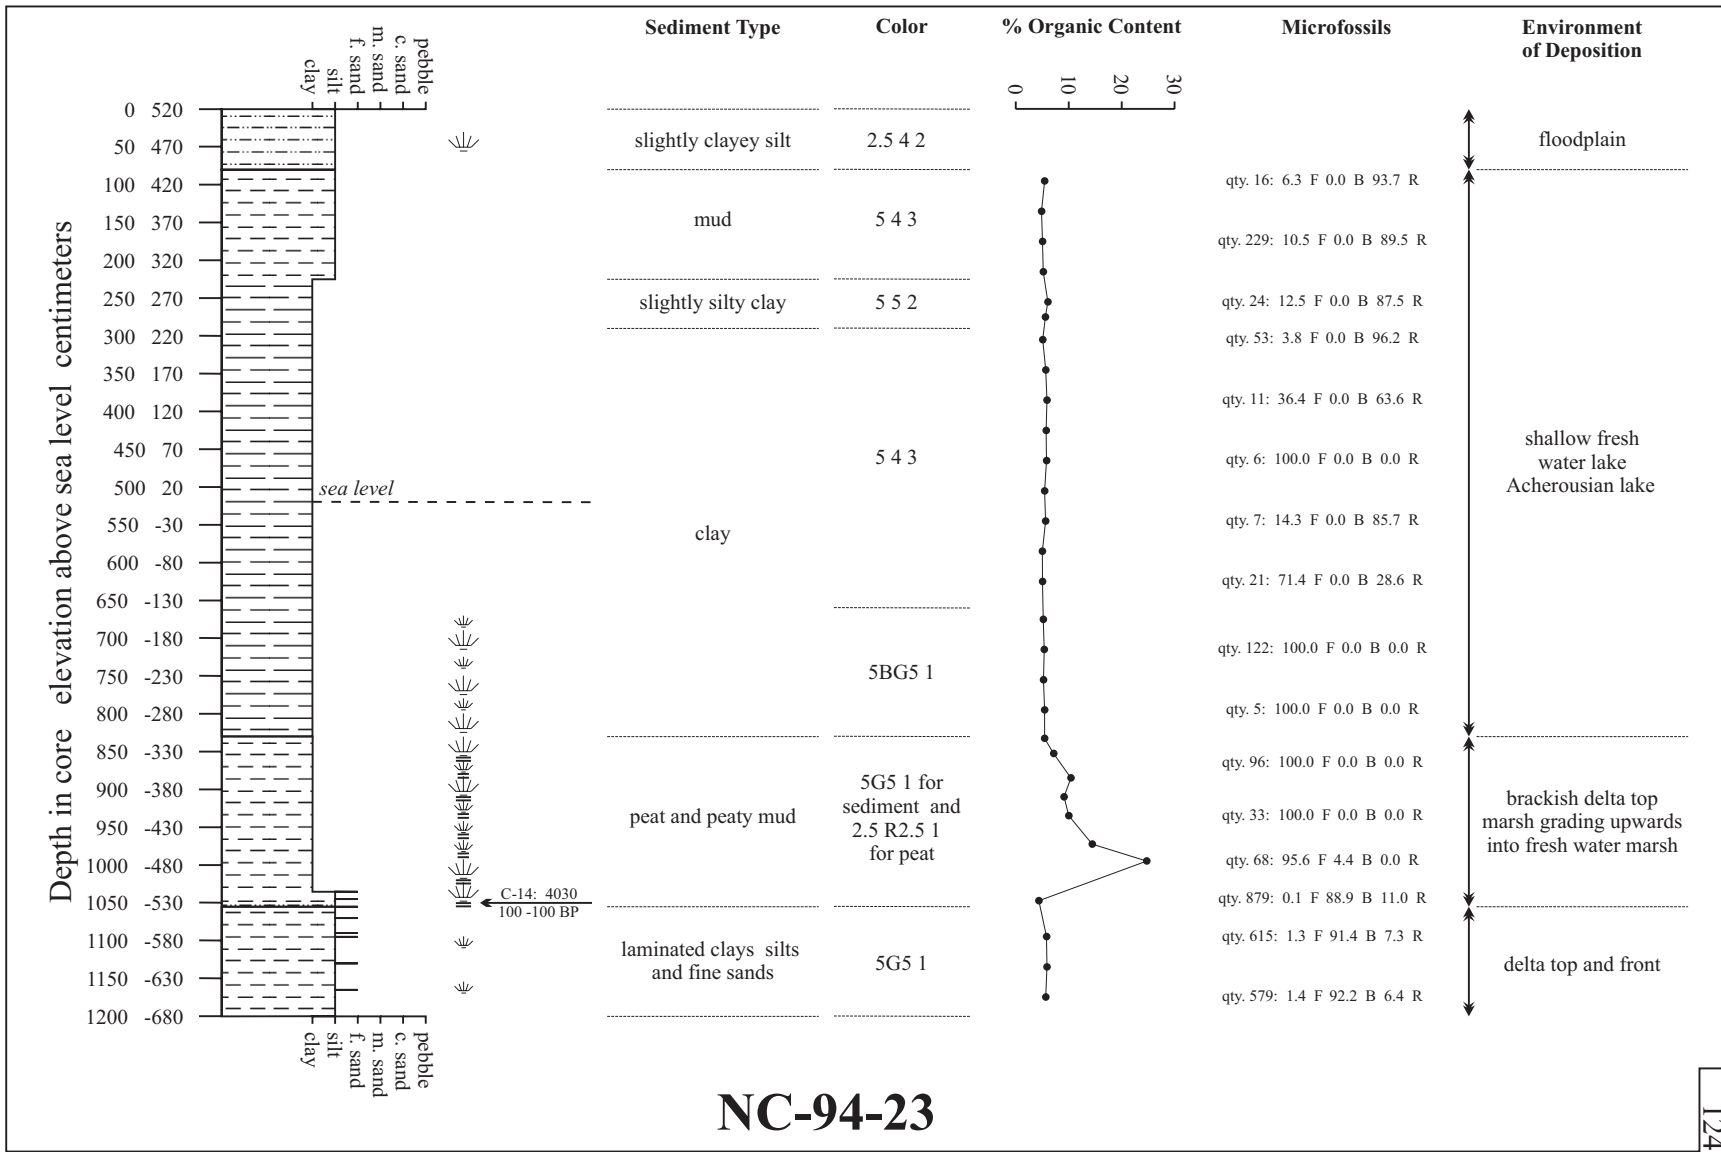 Sediment Type
Color
% Organic Content
Microfossils
Environment
of Deposition
clay
silt
f. sand
m. sand
c. sand
pebble
0
10
20
30
Depth in core elevation above sea level centimeters
0 520
50 470
100 420
150 370
200 320
250 270
300 220
350 170
400 120
450 70
500 20
550 -30
600 -80
650 -130
700 -180
750 -230
800 -280
850 -330
900 -380
950 -430
1000 -480
1050 -530
1100 -580
1150 -630
1200 -680
sea level
C-14: 4030
100 -100 BP
slightly clayey silt
mud
slightly silty clay
clay
peat and peaty mud
laminated clays silts
and fine sands
2.5 4 2
5 4 3
5 5 2
5 4 3
5BG5 1
5G5 1 for
sediment and
2.5 R2.5 1
for peat
5G5 1
qty. 16: 6.3 F 0.0 B 93.7 R
qty. 229: 10.5 F 0.0 B 89.5 R
qty. 24: 12.5 F 0.0 B 87.5 R
qty. 53: 3.8 F 0.0 B 96.2 R
qty. 11: 36.4 F 0.0 B 63.6 R
qty. 6: 100.0 F 0.0 B 0.0 R
qty. 7: 14.3 F 0.0 B 85.7 R
qty. 21: 71.4 F 0.0 B 28.6 R
qty. 122: 100.0 F 0.0 B 0.0 R
qty. 5: 100.0 F 0.0 B 0.0 R
qty. 96: 100.0 F 0.0 B 0.0 R
qty. 33: 100.0 F 0.0 B 0.0 R
qty. 68: 95.6 F 4.4 B 0.0 R
qty. 879: 0.1 F 88.9 B 11.0 R
qty. 615: 1.3 F 91.4 B 7.3 R
qty. 579: 1.4 F 92.2 B 6.4 R
floodplain
shallow fresh
water lake
Acherousian lake
brackish delta top
marsh grading upwards
into fresh water marsh
delta top and front
clay
silt
f. sand
m. sand
c. sand
pebble
NC-94-23
124